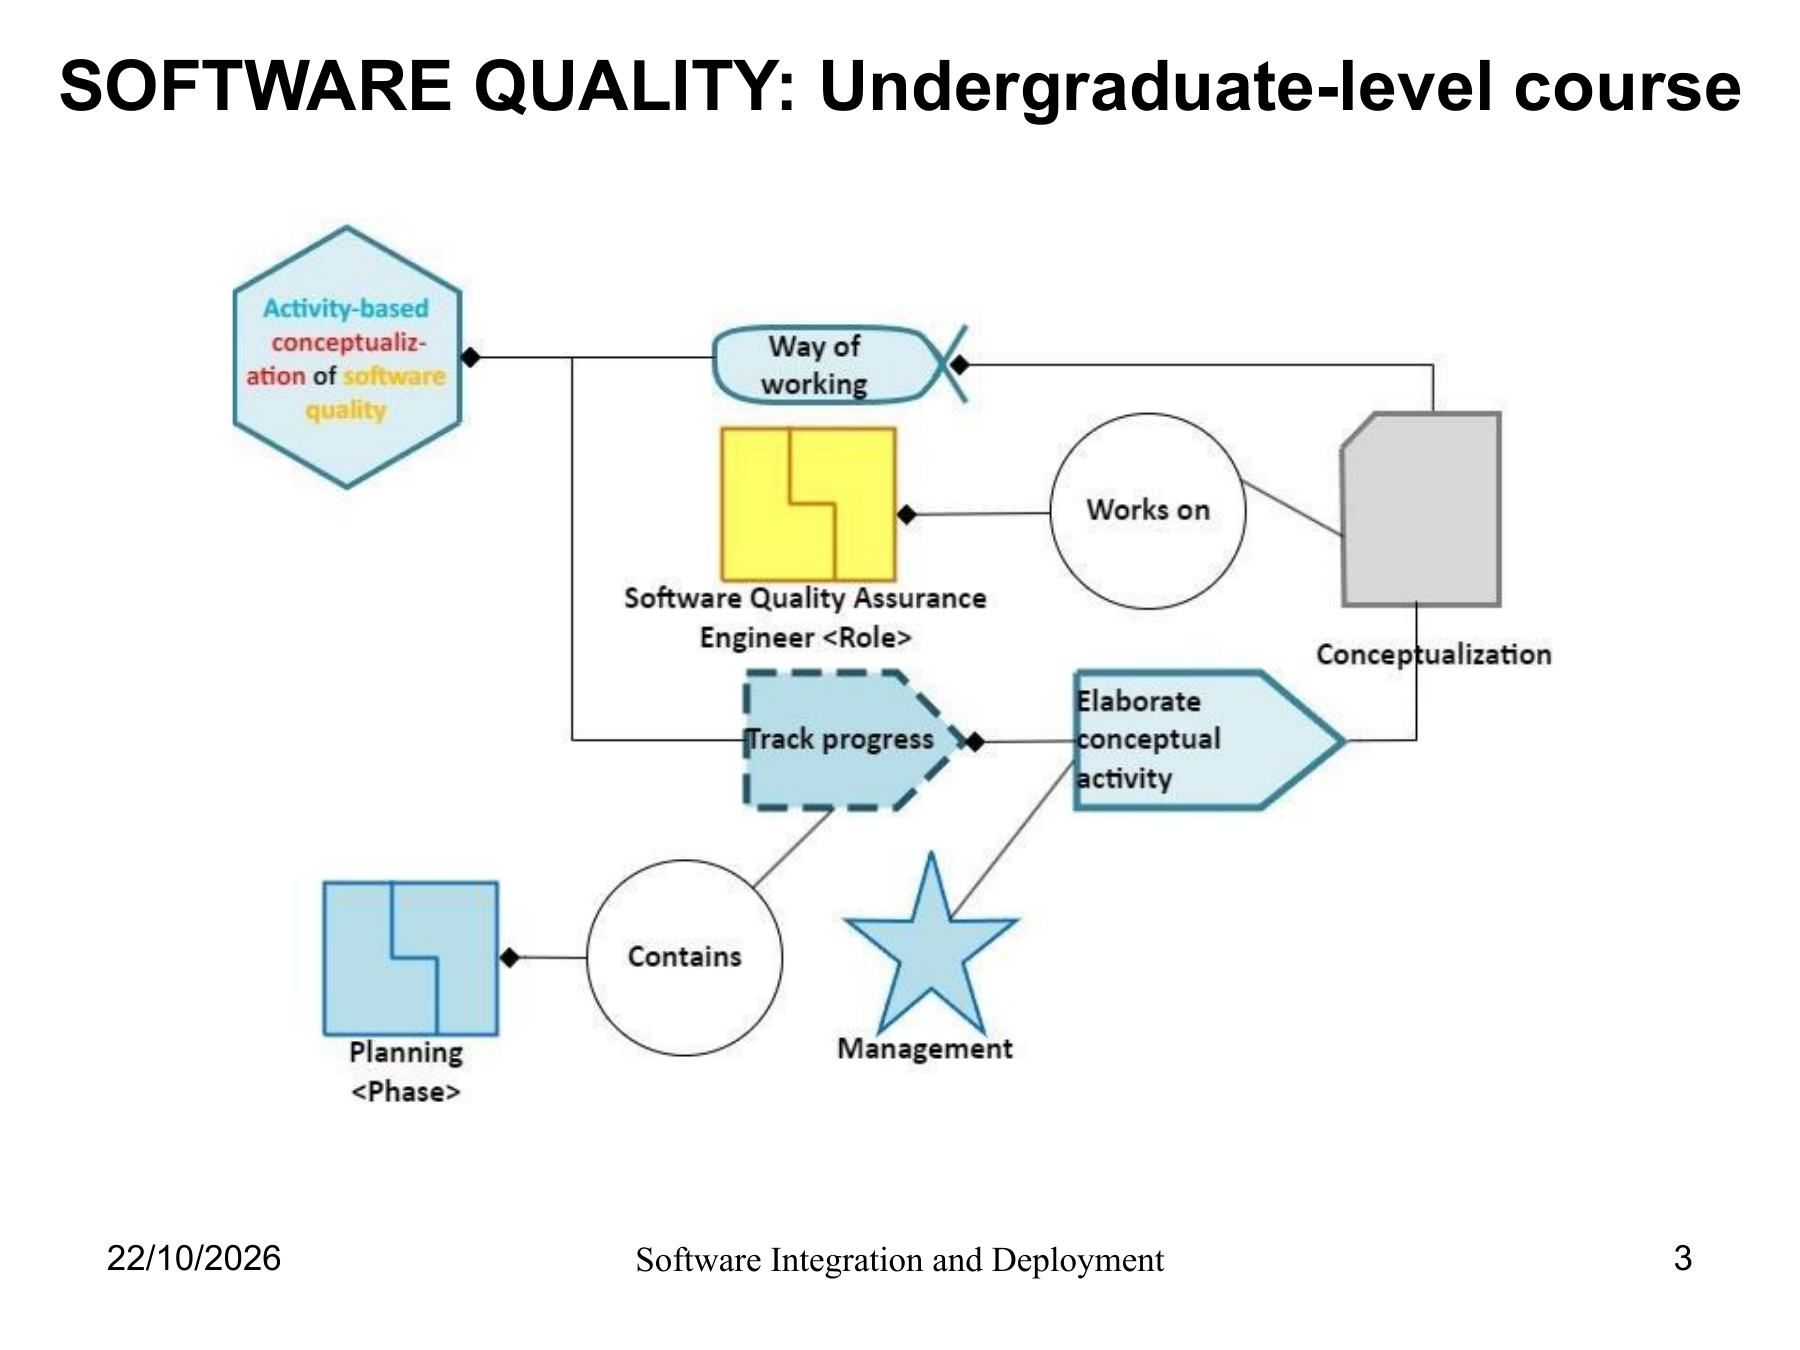 SOFTWARE QUALITY: Undergraduate-level course
Activity-based
conceptualiz-
ation of software
quality
Way of
working
Works on
Software Quality Assurance
Engineer <Role>
Conceptualization
Track progress
Elaborate
conceptual
activity
Contains
Planning
<Phase>
Management
22/10/2026
Software Integration and Deployment
3